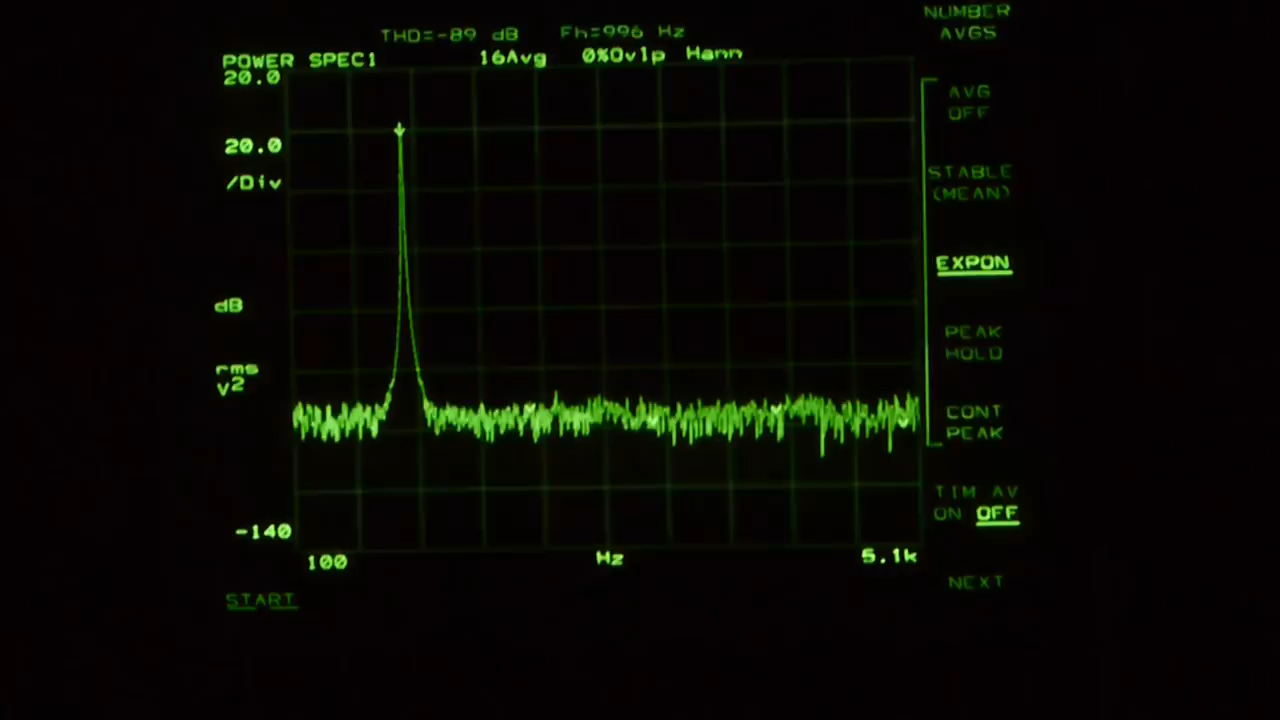 NUMBER
AVGS
THD=-89 dB Fh=996 Hz
POWER SPEC1 16Avg 0%Ovlp Hann
20.0
AVG
OFF
20.0
/Div
STABLE
(MEAN)
EXPON
dB
PEAK
HOLD
rms
V2
CONT
PEAK
TIM AV
ON OFF
-140
100 Hz 5.1k
NEXT
START